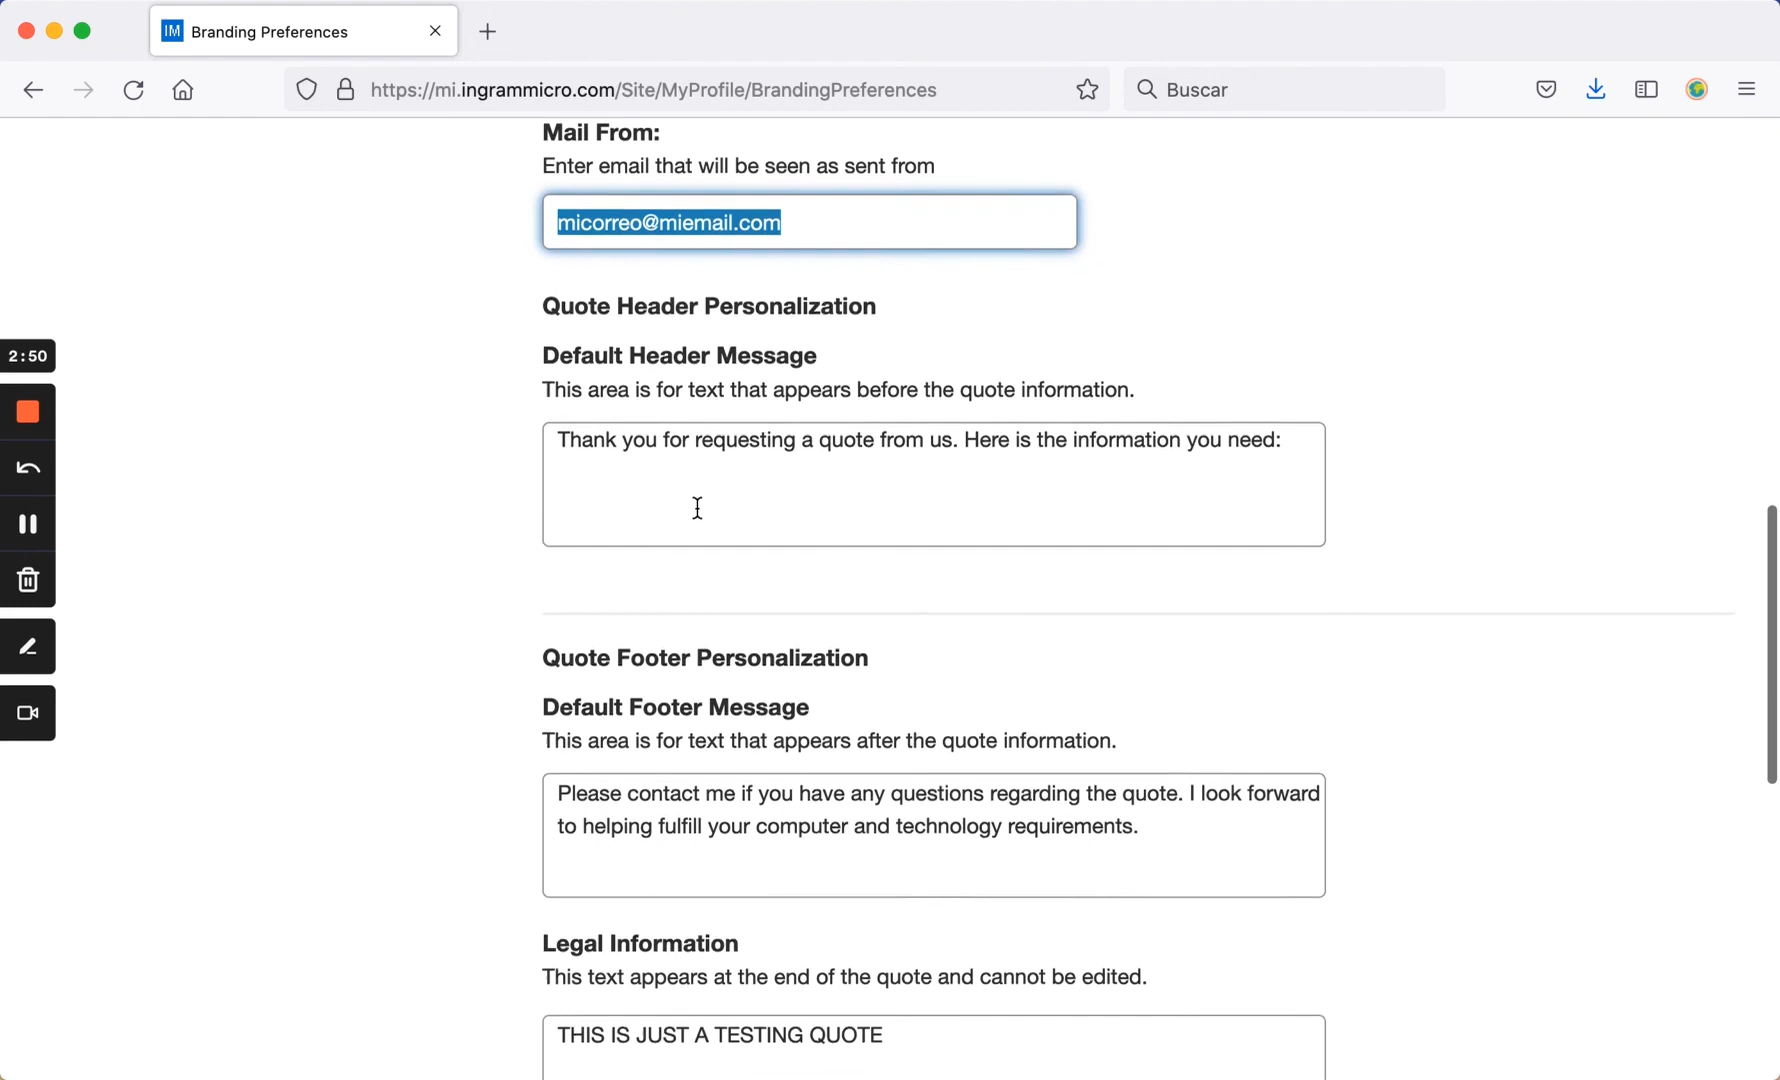 IM Branding Preferences
https://mi.ingrammicro.com/Site/MyProfile/BrandingPreferences
Buscar
Mail From:
Enter email that will be seen as sent from
micorreo@miemail.com
Quote Header Personalization
2:50
Default Header Message
This area is for text that appears before the quote information.
Thank you for requesting a quote from us. Here is the information you need:
Quote Footer Personalization
Default Footer Message
This area is for text that appears after the quote information.
Please contact me if you have any questions regarding the quote. I look forward
to helping fulfill your computer and technology requirements.
Legal Information
This text appears at the end of the quote and cannot be edited.
THIS IS JUST A TESTING QUOTE